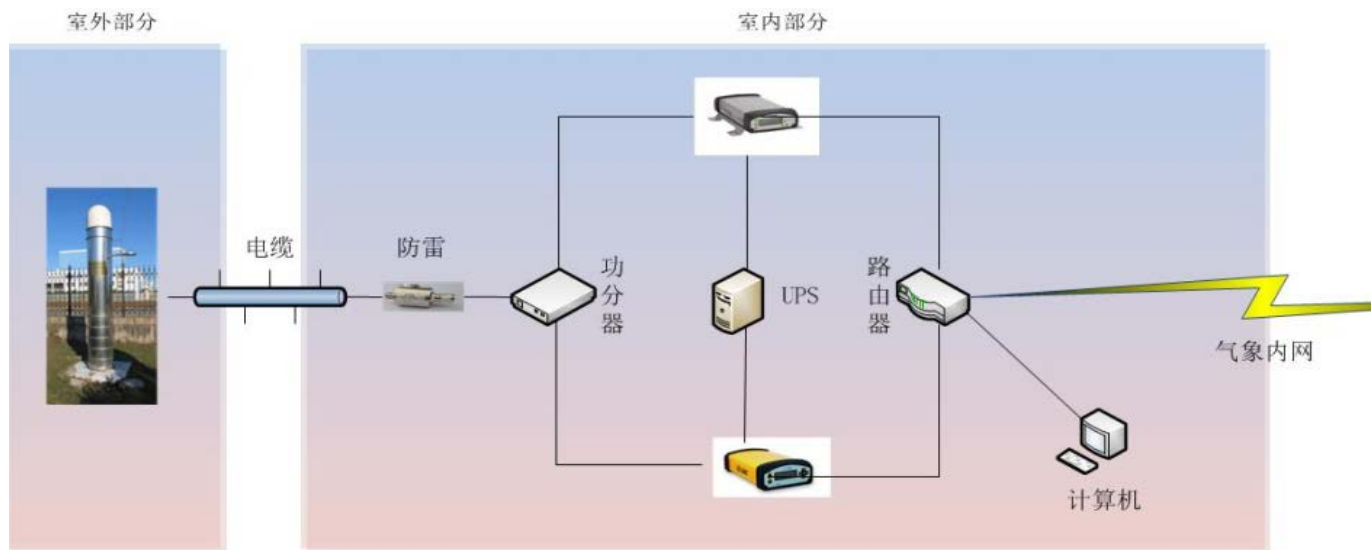 室外部分
室内部分
电缆
防雷
功分器
UPS
路由器
气象内网
计算机